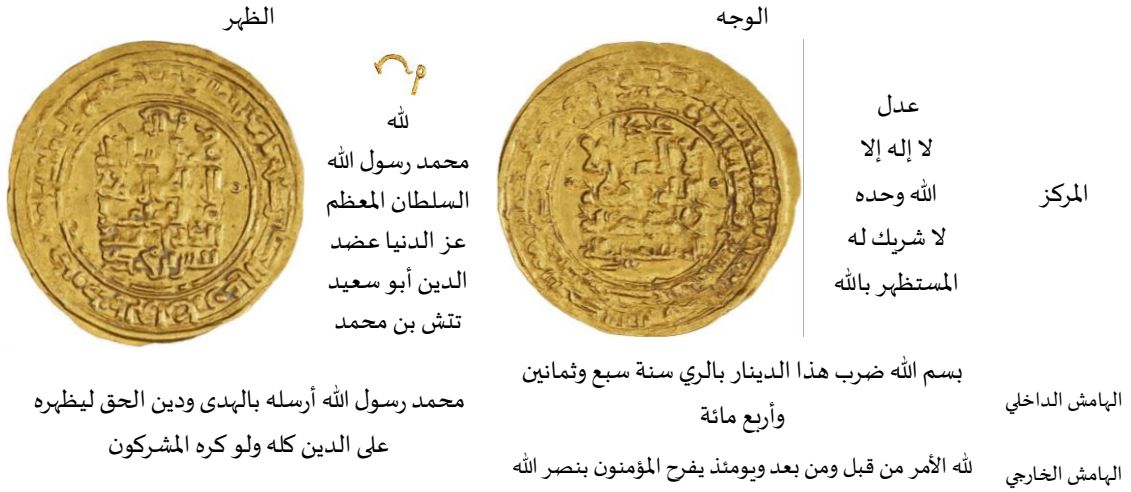 الوجه
الظهر
المركز
عدل
لا إله إلا
الله وحده
لا شريك له
المستظهر بالله
لله
محمد رسول الله
السلطان المعظم
عز الدنيا عضد
الدين أبو سعيد
تتش بن محمد
الهامش الداخلي
بسم الله ضرب هذا الدينار بالري سنة سبع وثمانين
وأربع مائة
محمد رسول الله أرسله بالهدى ودين الحق ليظهره
على الدين كله ولو كره المشركون
الهامش الخارجي
لله الأمر من قبل ومن بعد ويومئذ يفرح المؤمنون بنصر الله